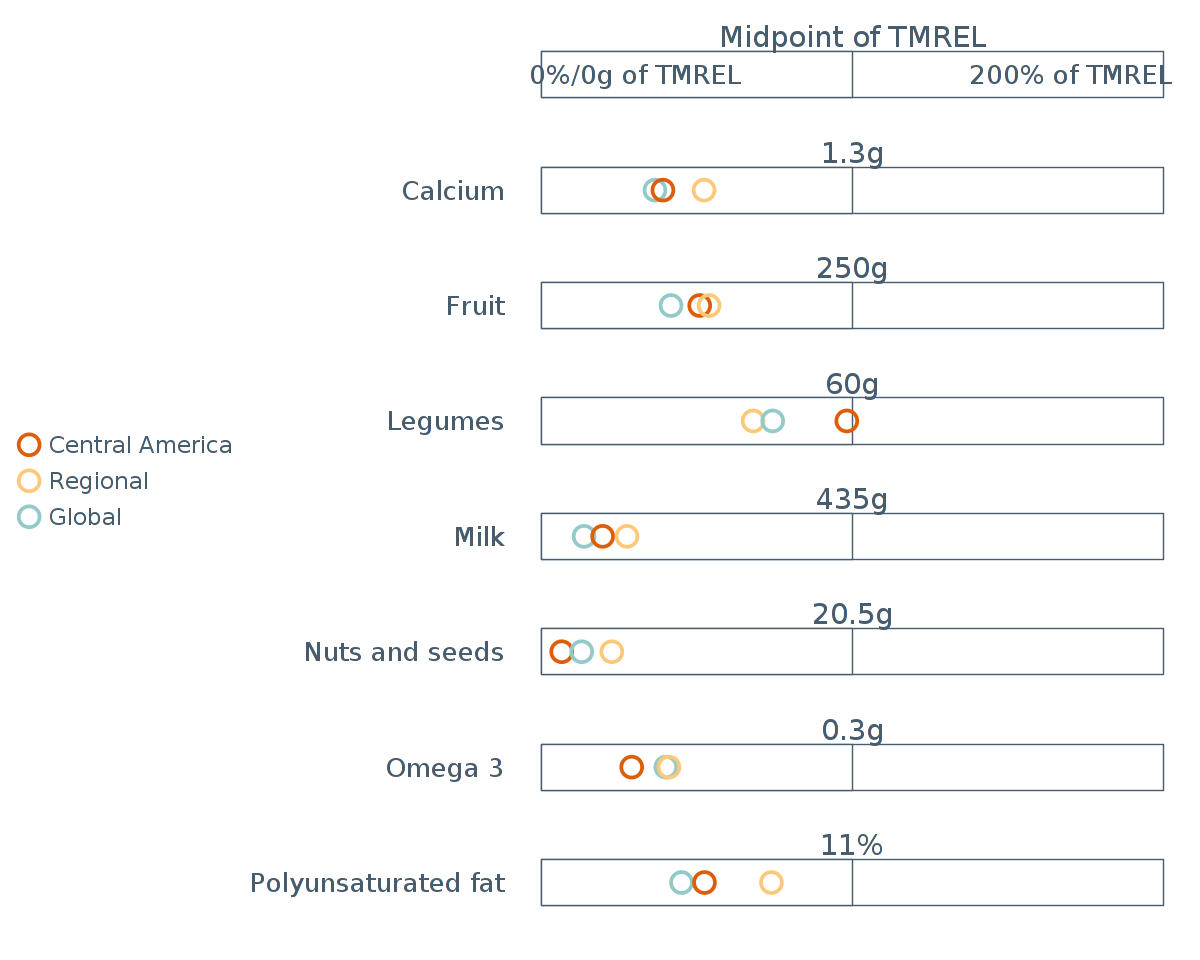 Midpoint of TMREL
0%/0g of TMREL
200% of TMREL
1.3g
Calcium
250g
Fruit
60g
Legumes
Central America
Regional
Global
435g
Milk
20.5g
Nuts and seeds
0.3g
Omega 3
11%
Polyunsaturated fat